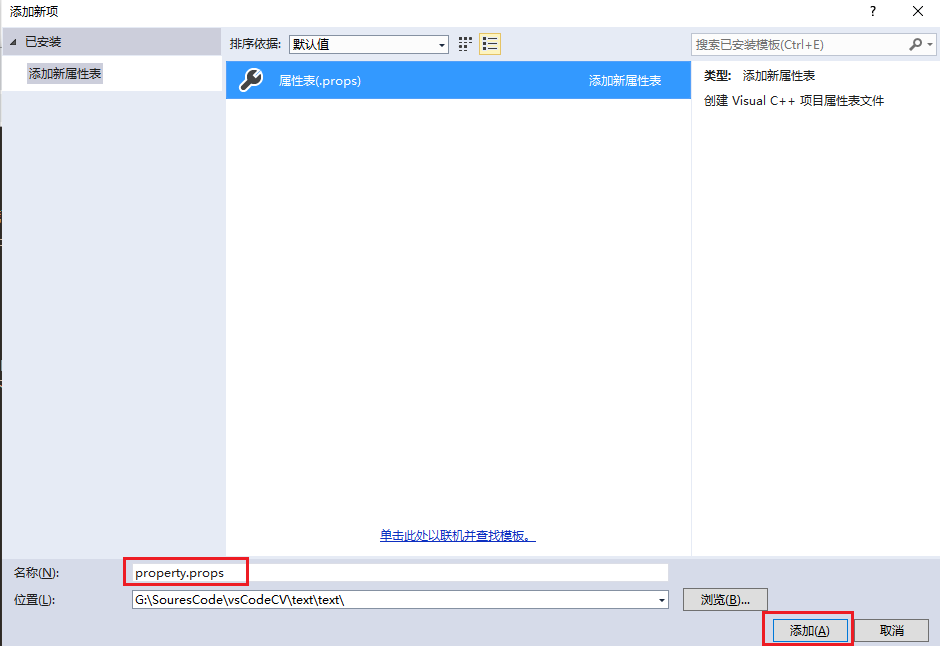 添加新项
?
已安装
排序依据: 默认值
搜索已安装模板(Ctrl+E)
添加新属性表
属性表(.props) 添加新属性表
类型: 添加新属性表
创建 Visual C++ 项目属性表文件
单击此处以联机并查找模板。
名称(N): property.props
位置(L): G:\SouresCode\vsCodeCV\text\text\
浏览(B)...
添加(A) 取消